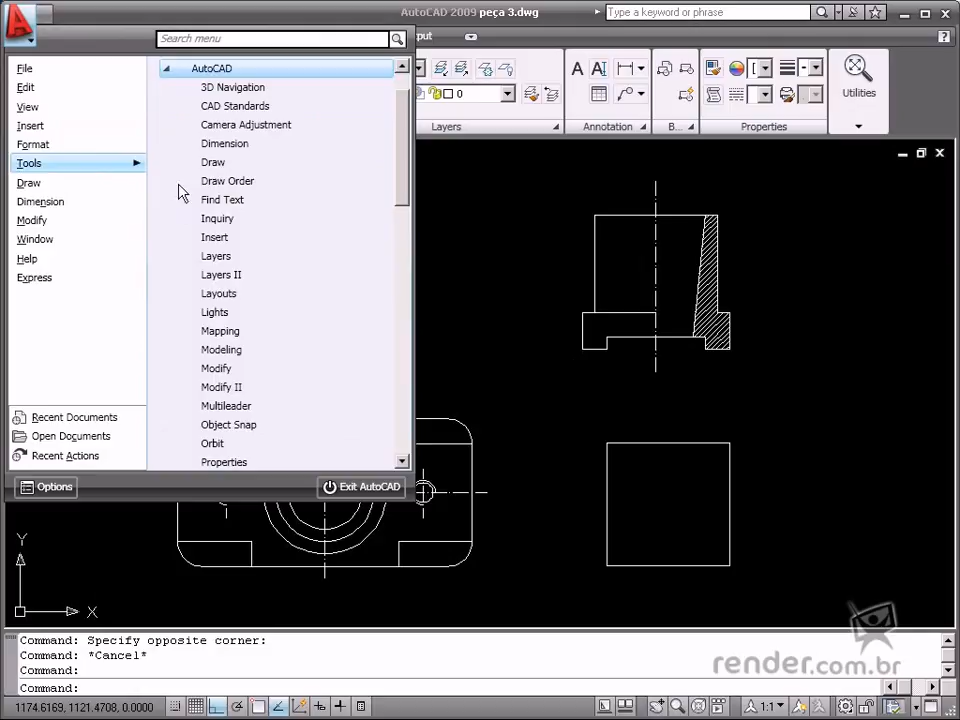 AutoCAD 2009 peça 3.dwg
Type a keyword or phrase
Search menu
put
File
Edit
View
Insert
Format
Tools
Draw
Dimension
Modify
Window
Help
Express
AutoCAD
3D Navigation
CAD Standards
Camera Adjustment
Dimension
Draw
Draw Order
Find Text
Inquiry
Insert
Layers
Layers II
Layouts
Lights
Mapping
Modeling
Modify
Modify II
Multileader
Object Snap
Orbit
Properties
Recent Documents
Open Documents
Recent Actions
Options
Exit AutoCAD
0
Layers
Annotation
B...
Properties
Utilities
Y
X
Command: Specify opposite corner:
Command: *Cancel*
Command:
Command:
render.com.br
1174.6169, 1121.4708, 0.0000
1:1